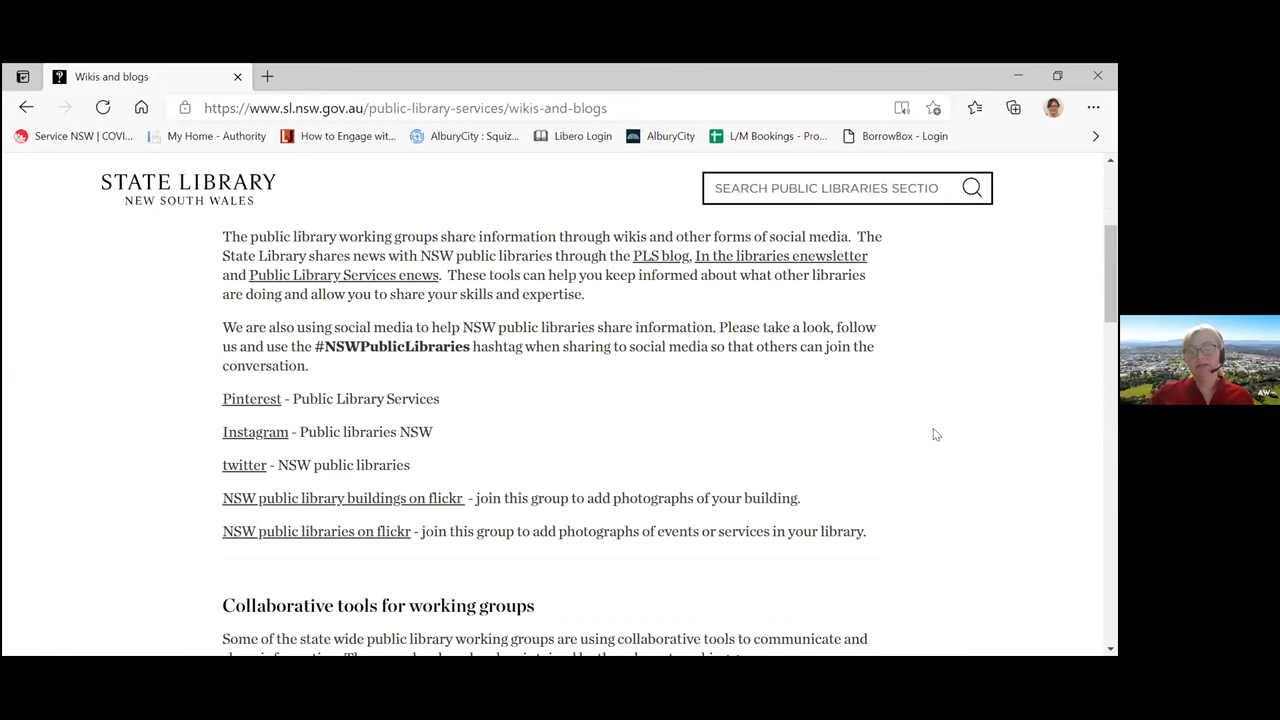 Wikis and blogs
https://www.sl.nsw.gov.au/public-library-services/wikis-and-blogs
Service NSW | COVI... My Home - Authority How to Engage wit... AlburyCity : Squiz... Libero Login AlburyCity L/M Bookings - Pro... BorrowBox - Login
STATE LIBRARY
NEW SOUTH WALES
SEARCH PUBLIC LIBRARIES SECTIO
The public library working groups share information through wikis and other forms of social media. The
State Library shares news with NSW public libraries through the PLS blog, In the libraries enewsletter
and Public Library Services enews. These tools can help you keep informed about what other libraries
are doing and allow you to share your skills and expertise.
We are also using social media to help NSW public libraries share information. Please take a look, follow
us and use the #NSWPublicLibraries hashtag when sharing to social media so that others can join the
conversation.
Pinterest - Public Library Services
Instagram - Public libraries NSW
twitter - NSW public libraries
NSW public library buildings on flickr - join this group to add photographs of your building.
NSW public libraries on flickr - join this group to add photographs of events or services in your library.
Collaborative tools for working groups
Some of the state wide public library working groups are using collaborative tools to communicate and
AW